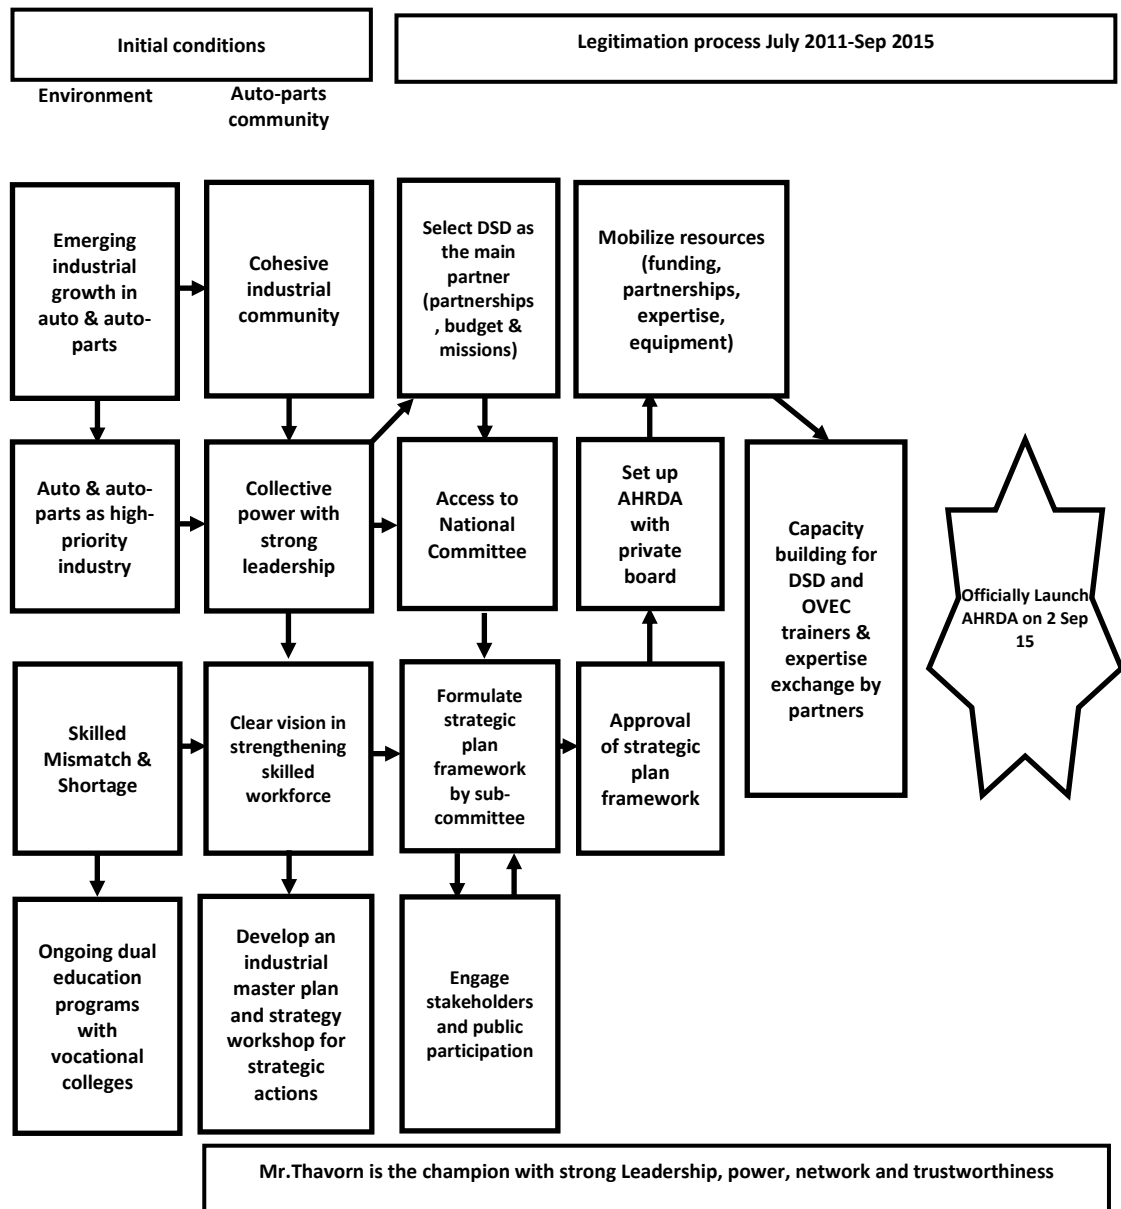 Initial conditions
Legitimation process July 2011-Sep 2015
Environment
Auto-parts
community
Emerging
industrial
growth in
auto & auto-
parts
Cohesive
industrial
community
Select DSD as
the main
partner
(partnerships
, budget &
missions)
Mobilize resources
(funding,
partnerships,
expertise,
equipment)
Auto & auto-
parts as high-
priority
industry
Collective
power with
strong
leadership
Access to
National
Committee
Set up
AHRDA
with
private
board
Capacity
building for
DSD and
OVEC
trainers &
expertise
exchange by
partners
Officially Launch
AHRDA on 2 Sep
15
Skilled
Mismatch &
Shortage
Clear vision in
strengthening
skilled
workforce
Formulate
strategic
plan
framework
by sub-
committee
Approval
of strategic
plan
framework
Ongoing dual
education
programs
with
vocational
colleges
Develop an
industrial
master plan
and strategy
workshop for
strategic
actions
Engage
stakeholders
and public
participation
Mr.Thavorn is the champion with strong Leadership, power, network and trustworthiness